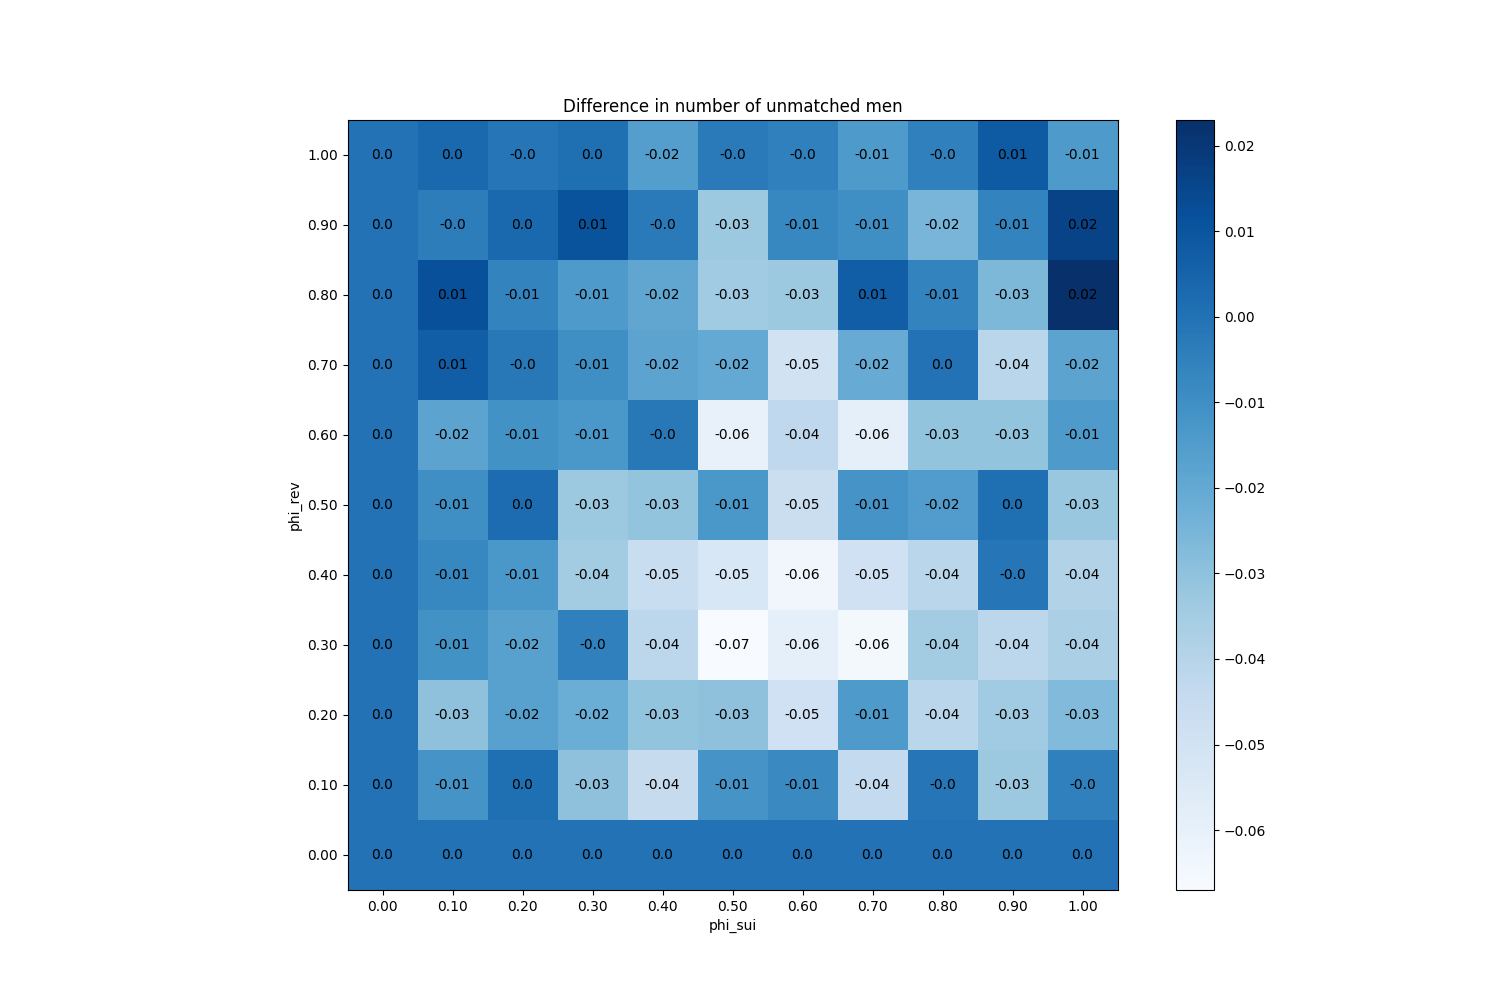 Difference in number of unmatched men
1.00 0.0 0.0 -0.0 0.0 -0.02 -0.0 -0.0 -0.01 -0.0 0.01 -0.01
0.90 0.0 -0.0 0.0 0.01 -0.0 -0.03 -0.01 -0.01 -0.02 -0.01 0.02
0.80 0.0 0.01 -0.01 -0.01 -0.02 -0.03 -0.03 0.01 -0.01 -0.03 0.02
0.70 0.0 0.01 -0.0 -0.01 -0.02 -0.02 -0.05 -0.02 0.0 -0.04 -0.02
0.60 0.0 -0.02 -0.01 -0.01 -0.0 -0.06 -0.04 -0.06 -0.03 -0.03 -0.01
phi_rev
0.50 0.0 -0.01 0.0 -0.03 -0.03 -0.01 -0.05 -0.01 -0.02 0.0 -0.03
0.40 0.0 -0.01 -0.01 -0.04 -0.05 -0.05 -0.06 -0.05 -0.04 -0.0 -0.04
0.30 0.0 -0.01 -0.02 -0.0 -0.04 -0.07 -0.06 -0.06 -0.04 -0.04 -0.04
0.20 0.0 -0.03 -0.02 -0.02 -0.03 -0.03 -0.05 -0.01 -0.04 -0.03 -0.03
0.10 0.0 -0.01 0.0 -0.03 -0.04 -0.01 -0.01 -0.04 -0.0 -0.03 -0.0
0.00 0.0 0.0 0.0 0.0 0.0 0.0 0.0 0.0 0.0 0.0 0.0
0.00 0.10 0.20 0.30 0.40 0.50 0.60 0.70 0.80 0.90 1.00
phi_sui
0.02
0.01
0.00
−0.01
−0.02
−0.03
−0.04
−0.05
−0.06